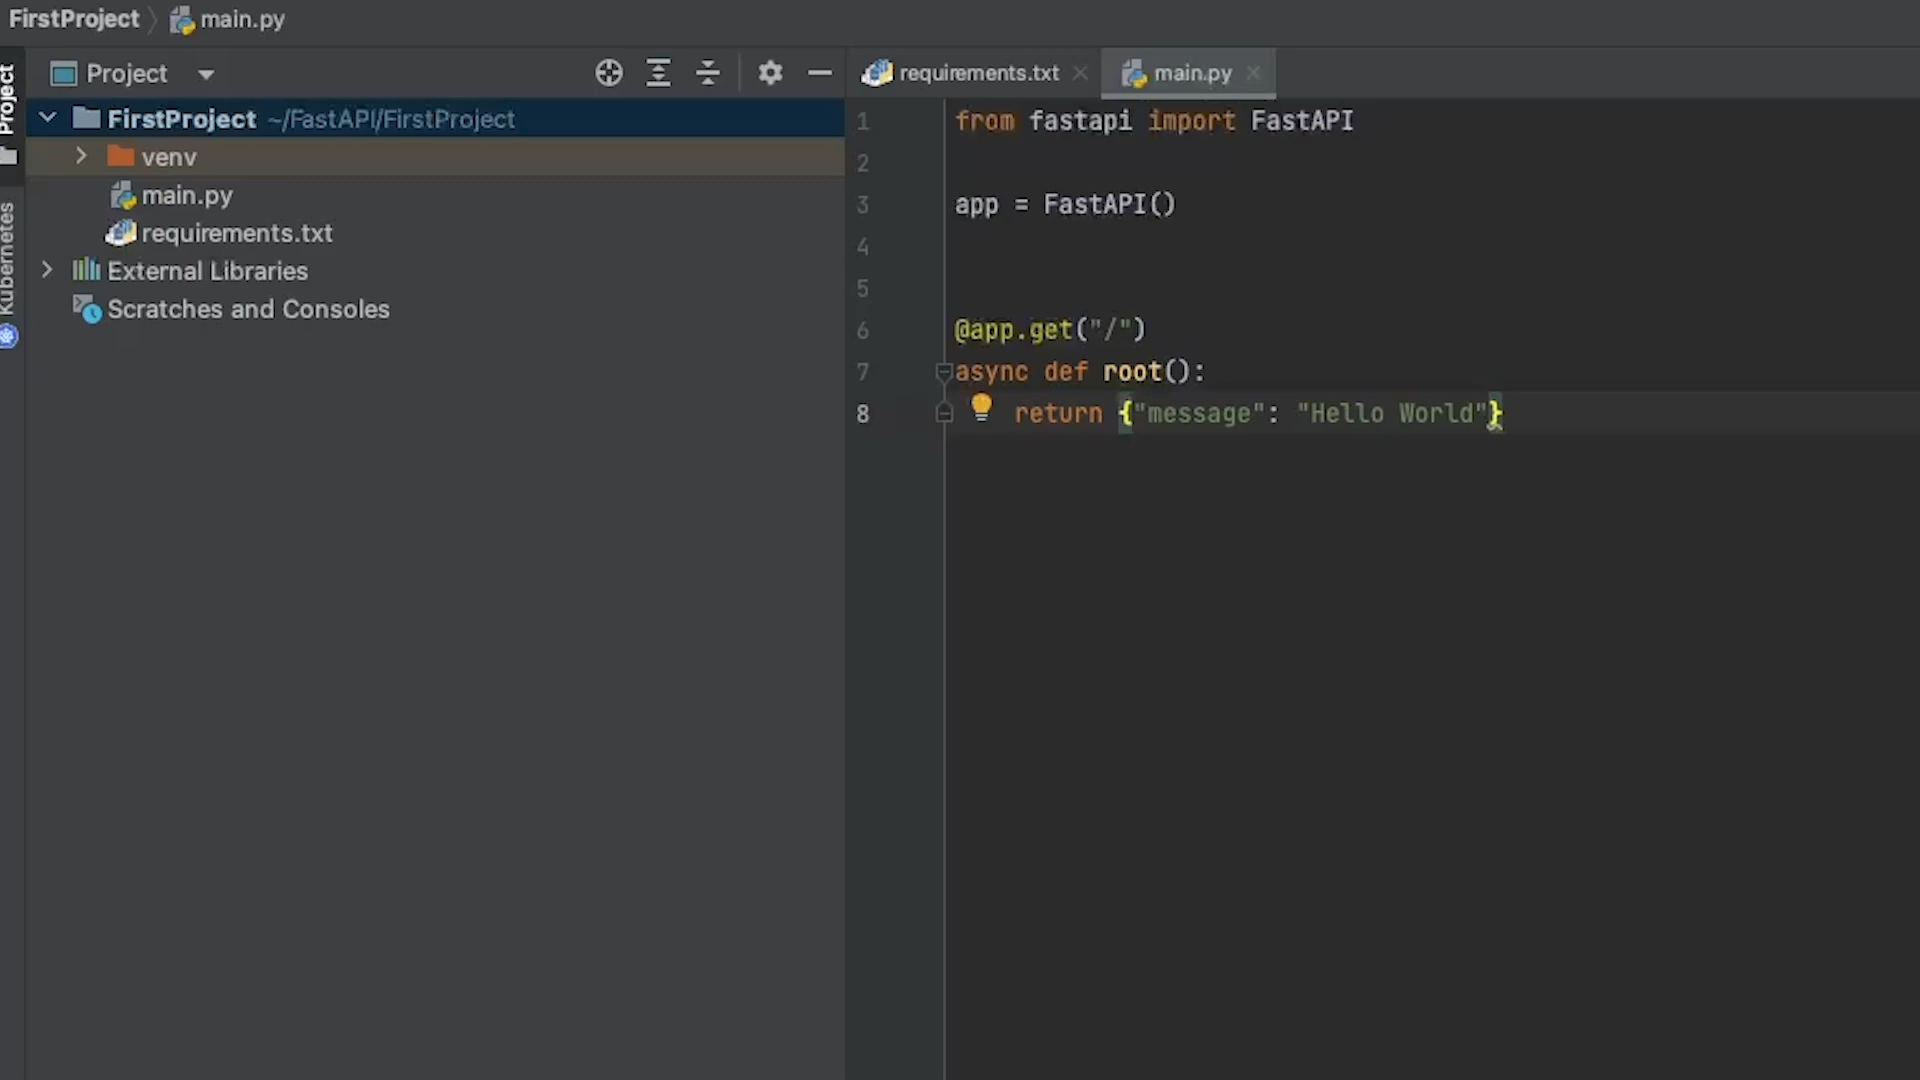 FirstProject
main.py
Project
Kubernetes
Project
FirstProject ~/FastAPI/FirstProject
venv
main.py
requirements.txt
External Libraries
Scratches and Consoles
requirements.txt
main.py
1 from fastapi import FastAPI
2
3 app = FastAPI()
4
5
6 @app.get("/")
7 async def root():
8 return {"message": "Hello World"}